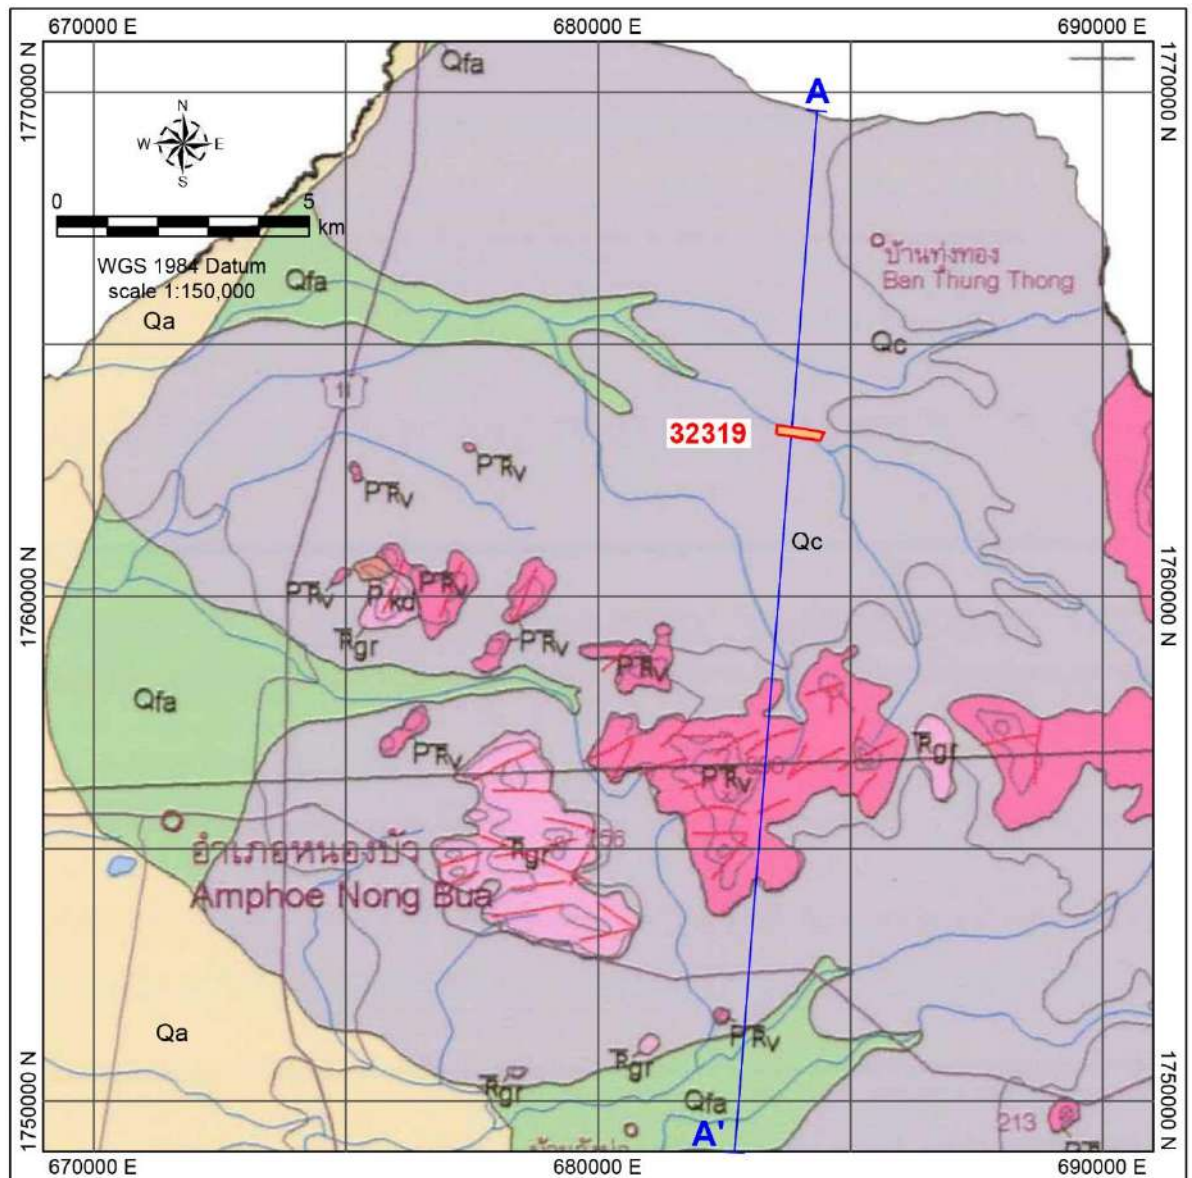 670000 E
680000 E
690000 E
1770000 N
1770000 N
Qfa
A
N
W E
S
0 5
km
WGS 1984 Datum
scale 1:150,000
Qfa
Qa
บ้านทุ่งทอง
Ban Thung Thong
Qc
11
32319
PTRv
PTRv
Qc
1760000 N
1760000 N
PTRv
PTRv
TRgr
PTRv
PTRv
Qfa
PTRv
TRgr
PTRv
TRgr
อำเภอหนองบัว
Amphoe Nong Bua
Qa
PTRv
TRgr
TRgr
Qfa
213
1750000 N
1750000 N
A'
670000 E
680000 E
690000 E